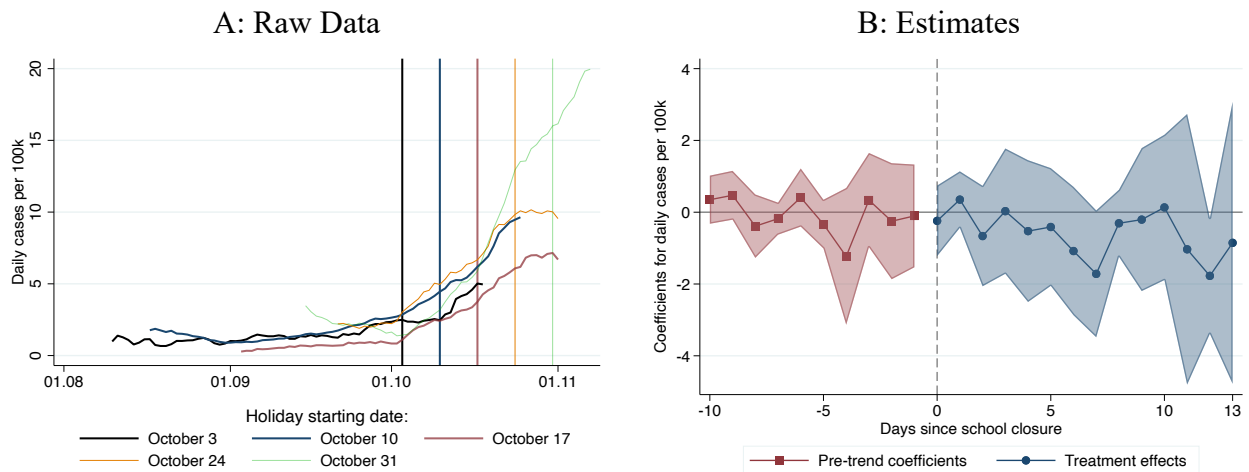 A: Raw Data
Daily cases per 100k
20
15
10
5
0
01.08
01.09
01.10
01.11
Holiday starting date:
October 3
October 10
October 17
October 24
October 31
B: Estimates
Coefficients for daily cases per 100k
4
2
0
-2
-4
-10
-5
0
5
10
13
Days since school closure
Pre-trend coefficients
Treatment effects